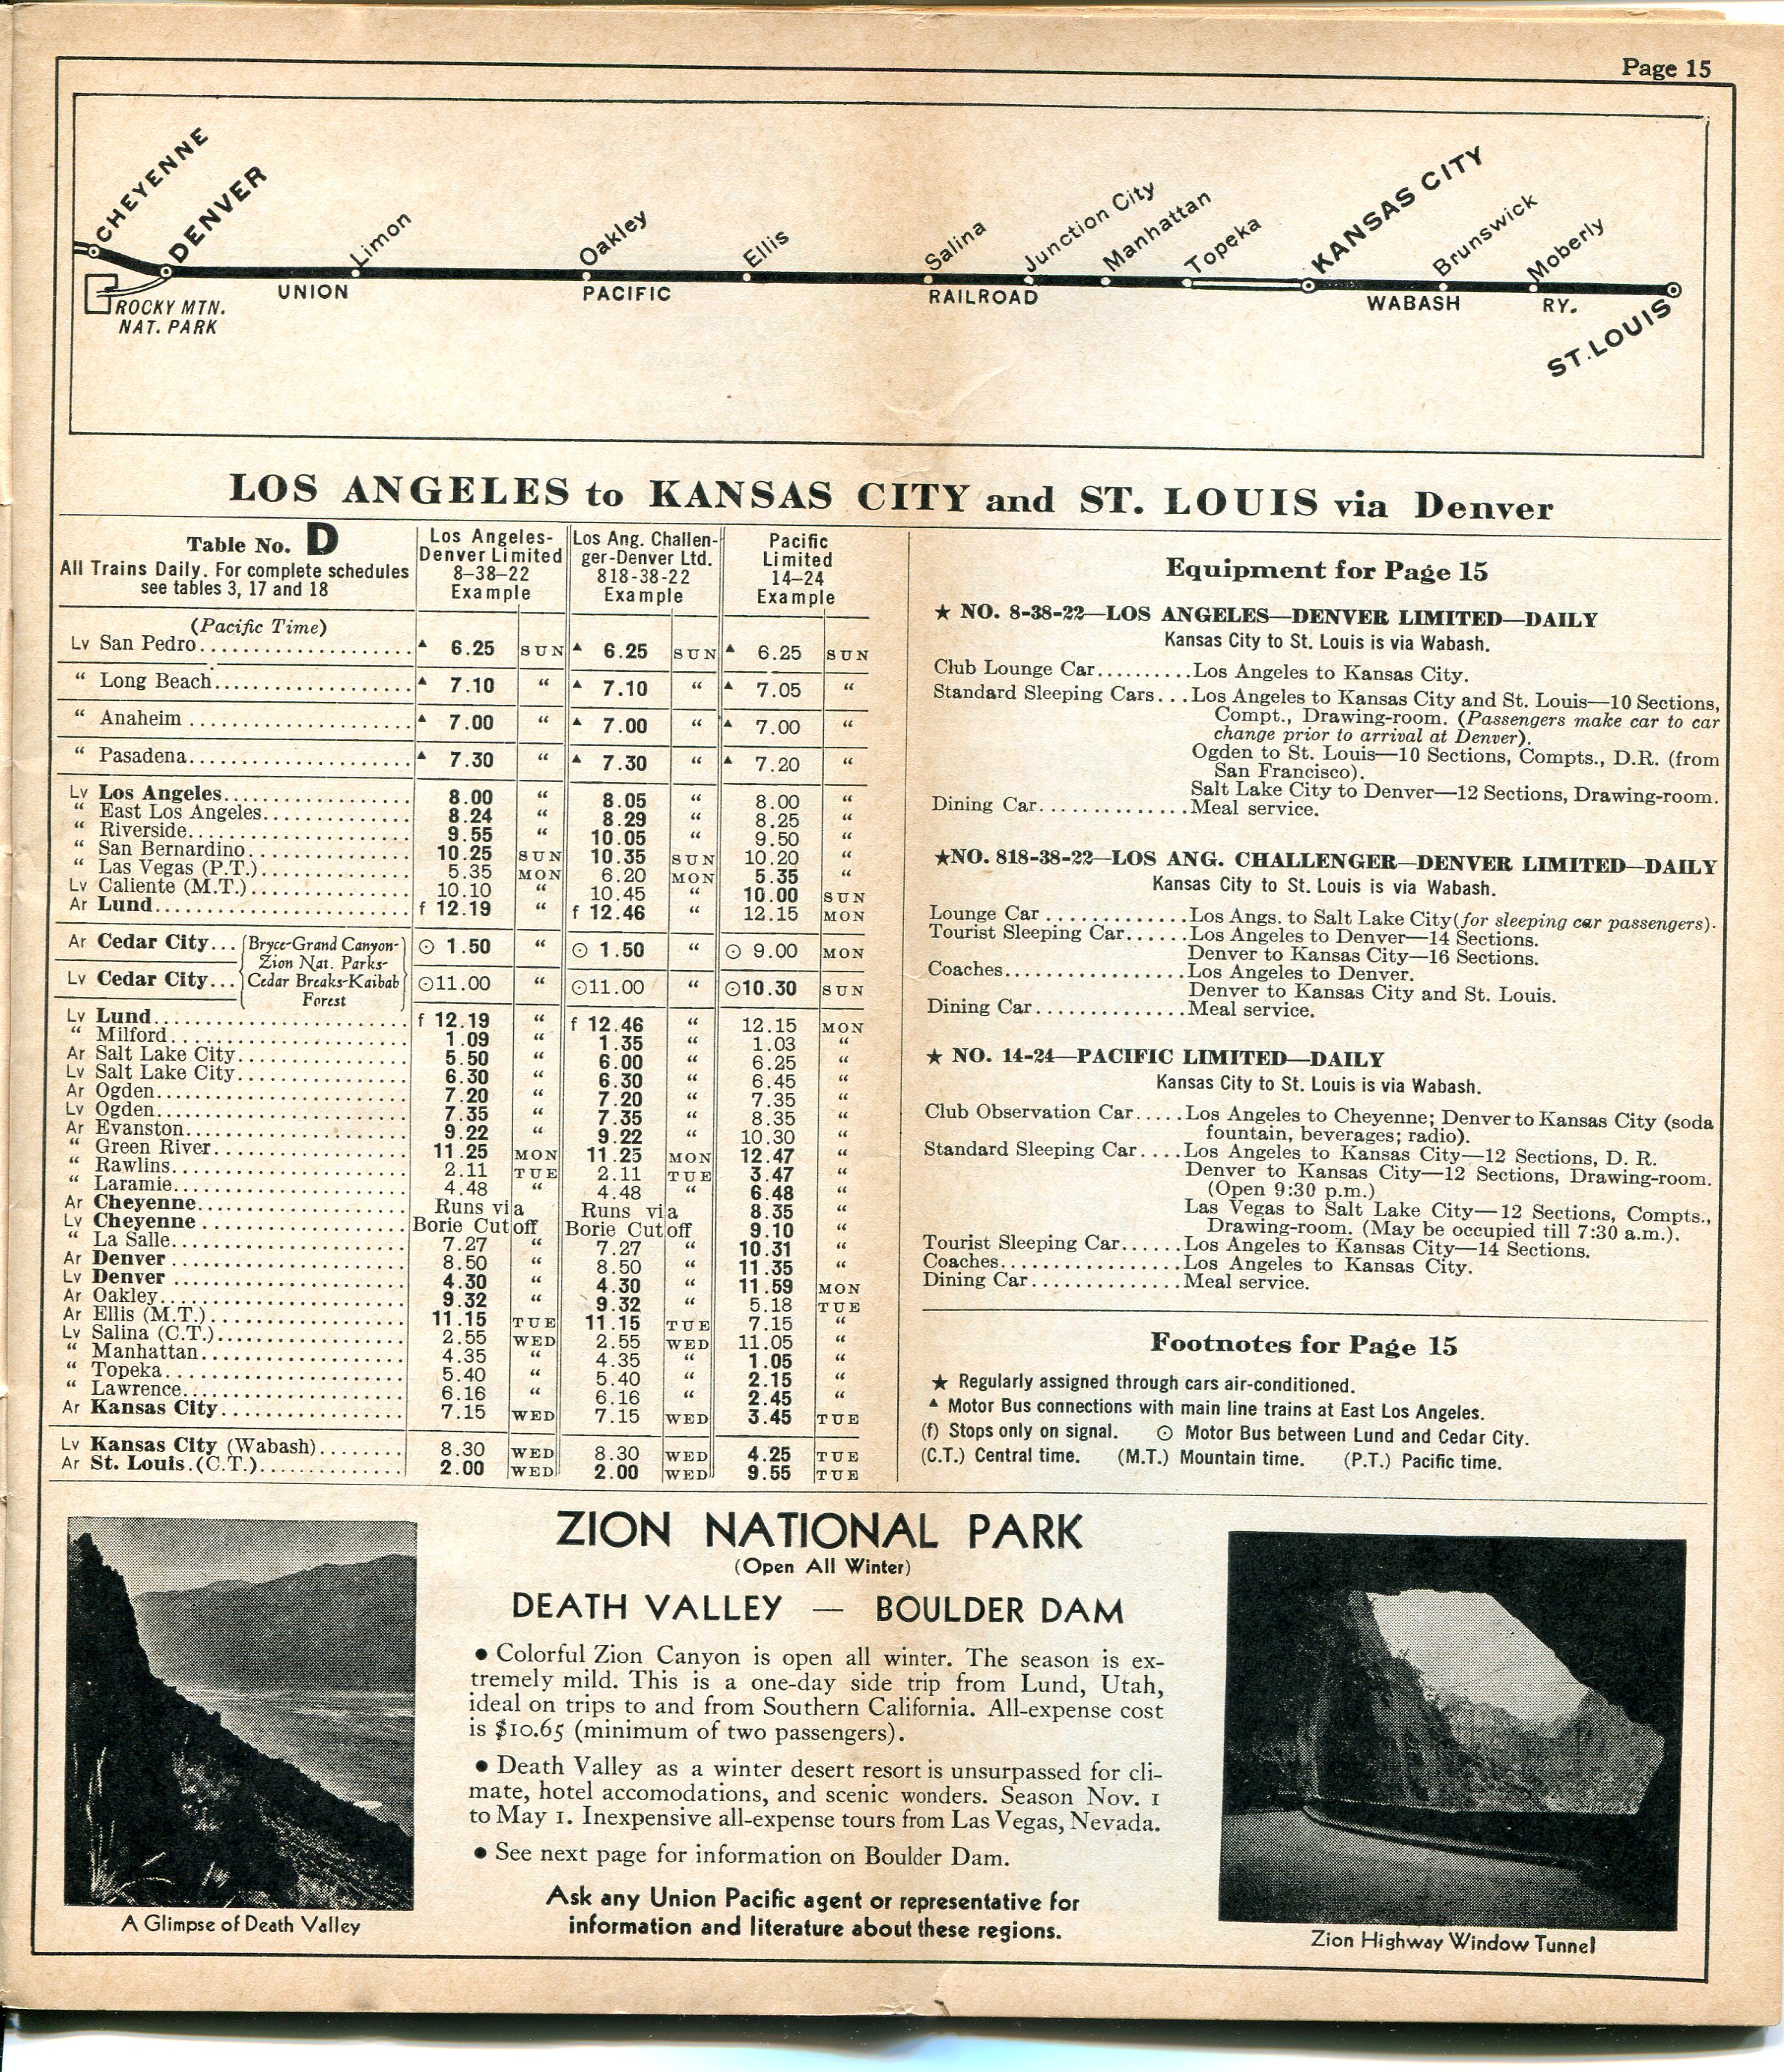 Page 15
CHEYENNE
DENVER
Limon
Oakley
Ellis
Salina
Junction City
Manhattan
Topeka
KANSAS CITY
Brunswick
Moberly
ST. LOUIS
UNION PACIFIC RAILROAD WABASH RY.
ROCKY MTN.
NAT. PARK
LOS ANGELES to KANSAS CITY and ST. LOUIS via Denver
Table No. D
All Trains Daily. For complete schedules
see tables 3, 17 and 18
Los Angeles-
Denver Limited
8–38–22
Example
Los Ang. Challen-
ger-Denver Ltd.
818-38-22
Example
Pacific
Limited
14–24
Example
(Pacific Time)
Lv San Pedro.................... ▲ 6.25 SUN ▲ 6.25 SUN ▲ 6.25 SUN
“ Long Beach.................... ▲ 7.10 “ ▲ 7.10 “ ▲ 7.05 “
“ Anaheim .................... ▲ 7.00 “ ▲ 7.00 “ ▲ 7.00 “
“ Pasadena.................... ▲ 7.30 “ ▲ 7.30 “ ▲ 7.20 “
Lv Los Angeles.................... 8.00 “ 8.05 “ 8.00 “
“ East Los Angeles.................... 8.24 “ 8.29 “ 8.25 “
“ Riverside.................... 9.55 “ 10.05 “ 9.50 “
“ San Bernardino.................... 10.25 SUN 10.35 SUN 10.20 “
“ Las Vegas (P.T.).................... 5.35 MON 6.20 MON 5.35 “
Lv Caliente (M.T.).................... 10.10 “ 10.45 “ 10.00 SUN
Ar Lund.................... f 12.19 “ f 12.46 “ 12.15 MON
Ar Cedar City... ⊙ 1.50 “ ⊙ 1.50 “ ⊙ 9.00 MON
Bryce-Grand Canyon-
Zion Nat. Parks-
Cedar Breaks-Kaibab
Forest
Lv Cedar City... ⊙11.00 “ ⊙11.00 “ ⊙10.30 SUN
Lv Lund.................... f 12.19 “ f 12.46 “ 12.15 MON
“ Milford.................... 1.09 “ 1.35 “ 1.03 “
Ar Salt Lake City.................... 5.50 “ 6.00 “ 6.25 “
Lv Salt Lake City.................... 6.30 “ 6.30 “ 6.45 “
Ar Ogden.................... 7.20 “ 7.20 “ 7.35 “
Lv Ogden.................... 7.35 “ 7.35 “ 8.35 “
Ar Evanston.................... 9.22 “ 9.22 “ 10.30 “
“ Green River.................... 11.25 MON 11.25 MON 12.47 “
“ Rawlins.................... 2.11 TUE 2.11 TUE 3.47 “
“ Laramie.................... 4.48 “ 4.48 “ 6.48 “
Ar Cheyenne.................... Runs via Runs via 8.35 “
Lv Cheyenne .................... Borie Cutoff Borie Cutoff 9.10 “
“ La Salle.................... 7.27 “ 7.27 “ 10.31 “
Ar Denver .................... 8.50 “ 8.50 “ 11.35 “
Lv Denver .................... 4.30 “ 4.30 “ 11.59 MON
Ar Oakley.................... 9.32 “ 9.32 “ 5.18 TUE
Ar Ellis (M.T.).................... 11.15 TUE 11.15 TUE 7.15 “
Lv Salina (C.T.).................... 2.55 WED 2.55 WED 11.05 “
“ Manhattan.................... 4.35 “ 4.35 “ 1.05 “
“ Topeka.................... 5.40 “ 5.40 “ 2.15 “
“ Lawrence.................... 6.16 “ 6.16 “ 2.45 “
Ar Kansas City.................... 7.15 WED 7.15 WED 3.45 TUE
Lv Kansas City (Wabash)........ 8.30 WED 8.30 WED 4.25 TUE
Ar St. Louis.(C.T.).............. 2.00 WED 2.00 WED 9.55 TUE
Equipment for Page 15
★ NO. 8-38-22—LOS ANGELES—DENVER LIMITED—DAILY
Kansas City to St. Louis is via Wabash.
Club Lounge Car..........Los Angeles to Kansas City.
Standard Sleeping Cars...Los Angeles to Kansas City and St. Louis—10 Sections,
Compt., Drawing-room. (Passengers make car to car
change prior to arrival at Denver).
Ogden to St. Louis—10 Sections, Compts., D.R. (from
San Francisco).
Salt Lake City to Denver—12 Sections, Drawing-room.
Dining Car...............Meal service.
★NO. 818-38-22—LOS ANG. CHALLENGER—DENVER LIMITED—DAILY
Kansas City to St. Louis is via Wabash.
Lounge Car ..............Los Angs. to Salt Lake City (for sleeping car passengers).
Tourist Sleeping Car......Los Angeles to Denver—14 Sections.
Denver to Kansas City—16 Sections.
Coaches..................Los Angeles to Denver.
Denver to Kansas City and St. Louis.
Dining Car...............Meal service.
★ NO. 14-24—PACIFIC LIMITED—DAILY
Kansas City to St. Louis is via Wabash.
Club Observation Car.....Los Angeles to Cheyenne; Denver to Kansas City (soda
fountain, beverages; radio).
Standard Sleeping Car....Los Angeles to Kansas City—12 Sections, D. R.
Denver to Kansas City—12 Sections, Drawing-room.
(Open 9:30 p.m.)
Las Vegas to Salt Lake City—12 Sections, Compts.,
Drawing-room. (May be occupied till 7:30 a.m.).
Tourist Sleeping Car......Los Angeles to Kansas City—14 Sections.
Coaches..................Los Angeles to Kansas City.
Dining Car...............Meal service.
Footnotes for Page 15
★ Regularly assigned through cars air-conditioned.
▲ Motor Bus connections with main line trains at East Los Angeles.
(f) Stops only on signal. ⊙ Motor Bus between Lund and Cedar City.
(C.T.) Central time. (M.T.) Mountain time. (P.T.) Pacific time.
ZION NATIONAL PARK
(Open All Winter)
DEATH VALLEY — BOULDER DAM
● Colorful Zion Canyon is open all winter. The season is ex-
tremely mild. This is a one-day side trip from Lund, Utah,
ideal on trips to and from Southern California. All-expense cost
is $10.65 (minimum of two passengers).
● Death Valley as a winter desert resort is unsurpassed for cli-
mate, hotel accomodations, and scenic wonders. Season Nov. 1
to May 1. Inexpensive all-expense tours from Las Vegas, Nevada.
● See next page for information on Boulder Dam.
Ask any Union Pacific agent or representative for
information and literature about these regions.
A Glimpse of Death Valley
Zion Highway Window Tunnel